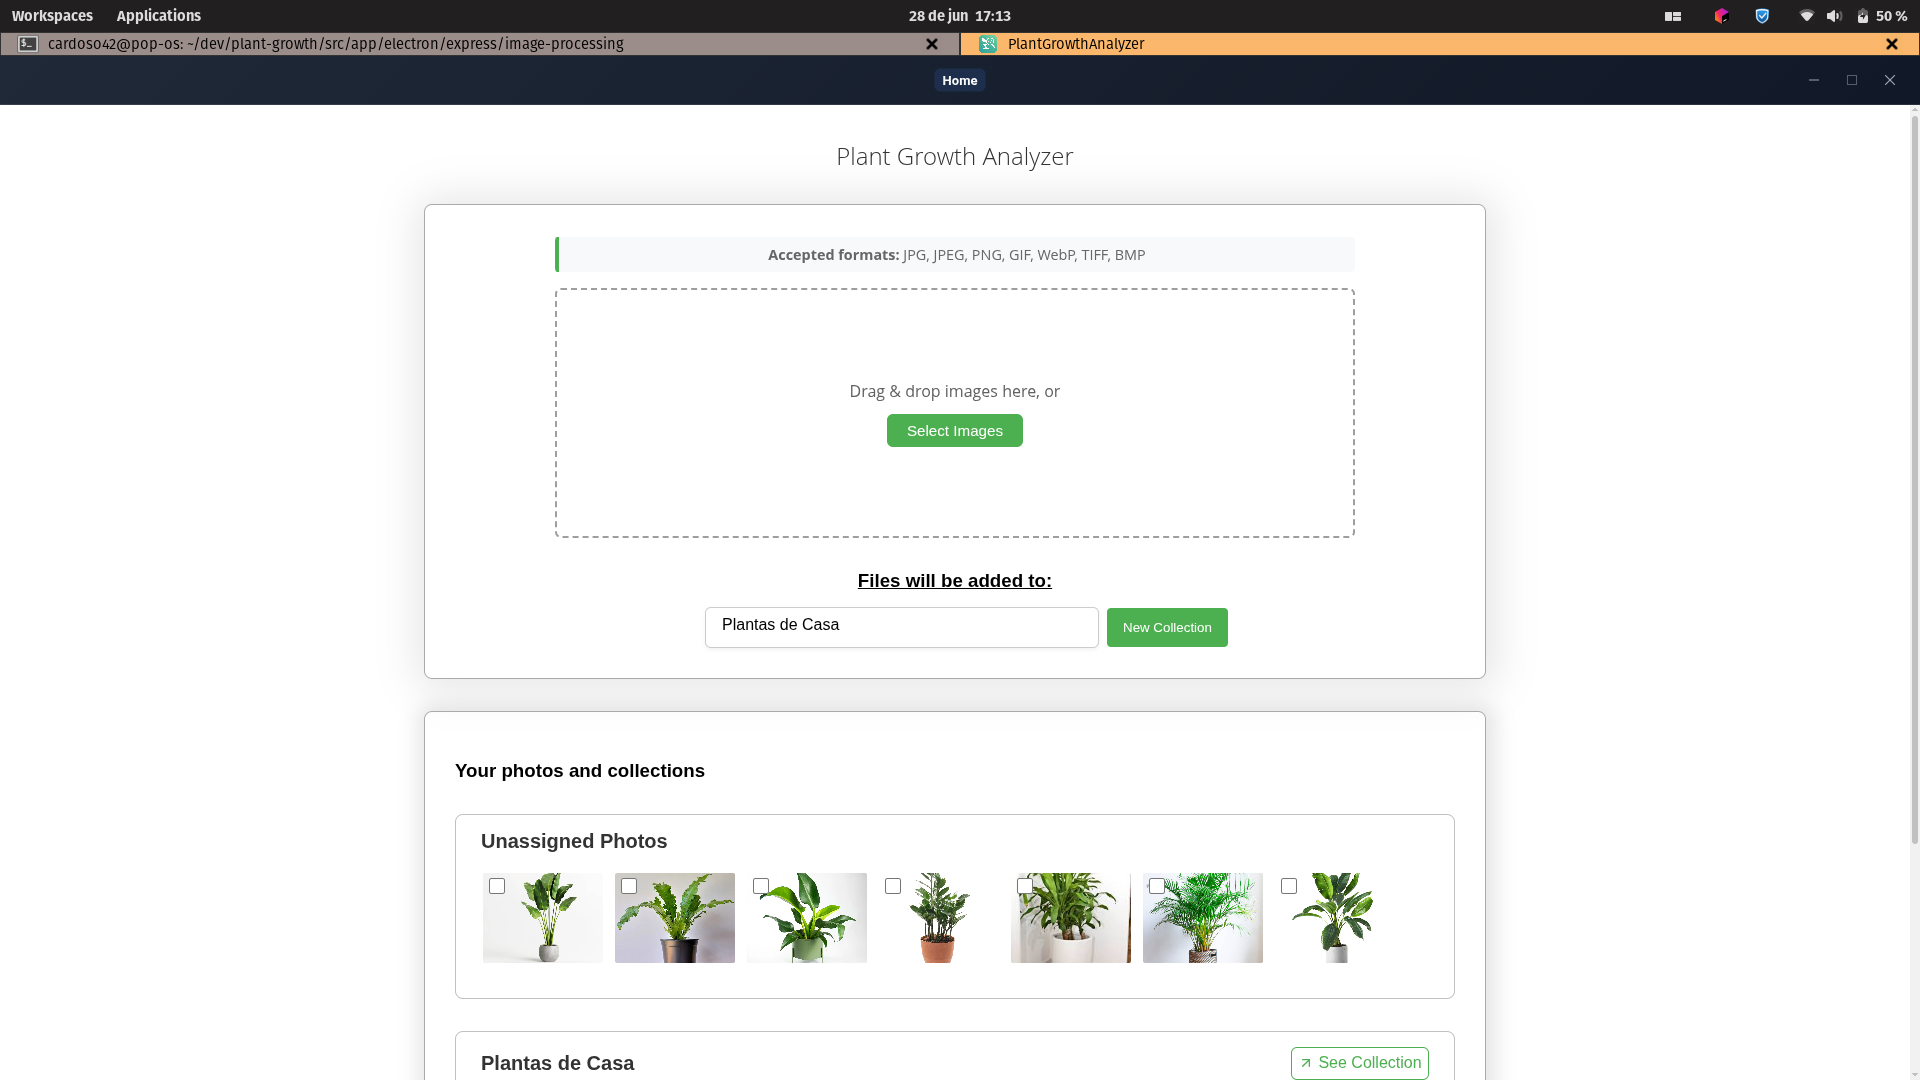 Workspaces Applications 28 de jun 17:13 50 %
cardoso42@pop-os: ~/dev/plant-growth/src/app/electron/express/image-processing PlantGrowthAnalyzer
Home
Plant Growth Analyzer
Accepted formats: JPG, JPEG, PNG, GIF, WebP, TIFF, BMP
Drag & drop images here, or
Select Images
Files will be added to:
Plantas de Casa New Collection
Your photos and collections
Unassigned Photos
Plantas de Casa See Collection